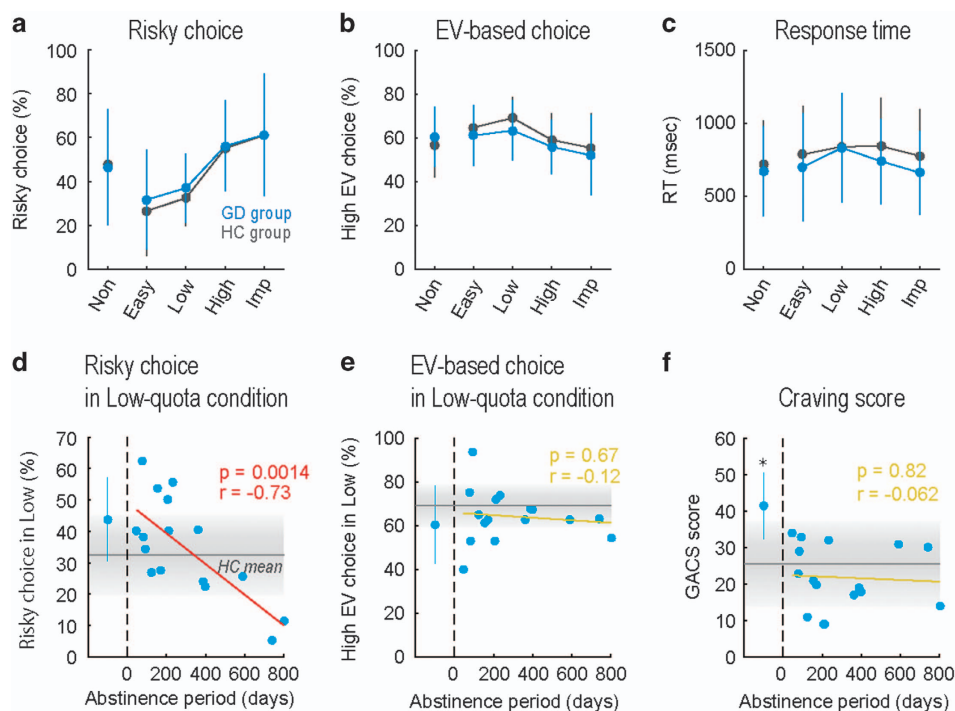 a Risky choice
Risky choice (%)
100
80
60
40
20
0
GD group
HC group
Non Easy Low High Imp
b EV-based choice
High EV choice (%)
100
80
60
40
20
0
Non Easy Low High Imp
c Response time
RT (msec)
1500
1000
500
0
Non Easy Low High Imp
d Risky choice
in Low-quota condition
Risky choice in Low (%)
70
60
50
40
30
20
10
0
p = 0.0014
r = -0.73
HC mean
0 200 400 600 800
Abstinence period (days)
e EV-based choice
in Low-quota condition
High EV choice in Low (%)
100
80
60
40
20
0
p = 0.67
r = -0.12
0 200 400 600 800
Abstinence period (days)
f Craving score
GACS score
60
50
40
30
20
10
0
*
p = 0.82
r = -0.062
0 200 400 600 800
Abstinence period (days)